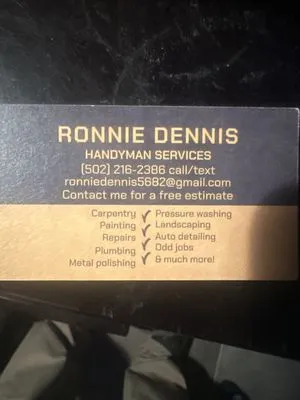 RONNIE DENNIS
HANDYMAN SERVICES
(502) 216-2386 call/text
ronniedennis5682@gmail.com
Contact me for a free estimate
Carpentry ✓ Pressure washing
Painting ✓ Landscaping
Repairs ✓ Auto detailing
Plumbing ✓ Odd jobs
Metal polishing ✓ & much more!